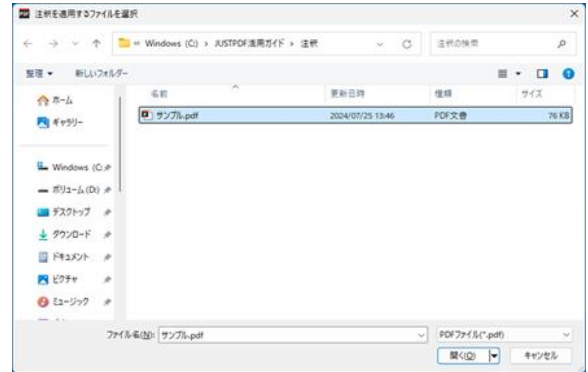 注釈を適用するファイルを選択
Windows (C:) › JUSTPDF活用ガイド › 注釈
注釈の検索
整理 新しいフォルダー
名前 更新日時 種類 サイズ
サンプル.pdf 2024/07/25 13:46 PDF文書 76 KB
ホーム
ギャラリー
Windows (C:
ボリューム (D:)
デスクトップ
ダウンロード
ドキュメント
ピクチャ
ミュージック
ファイル名(N): サンプル.pdf PDFファイル(*.pdf)
開く(O) キャンセル